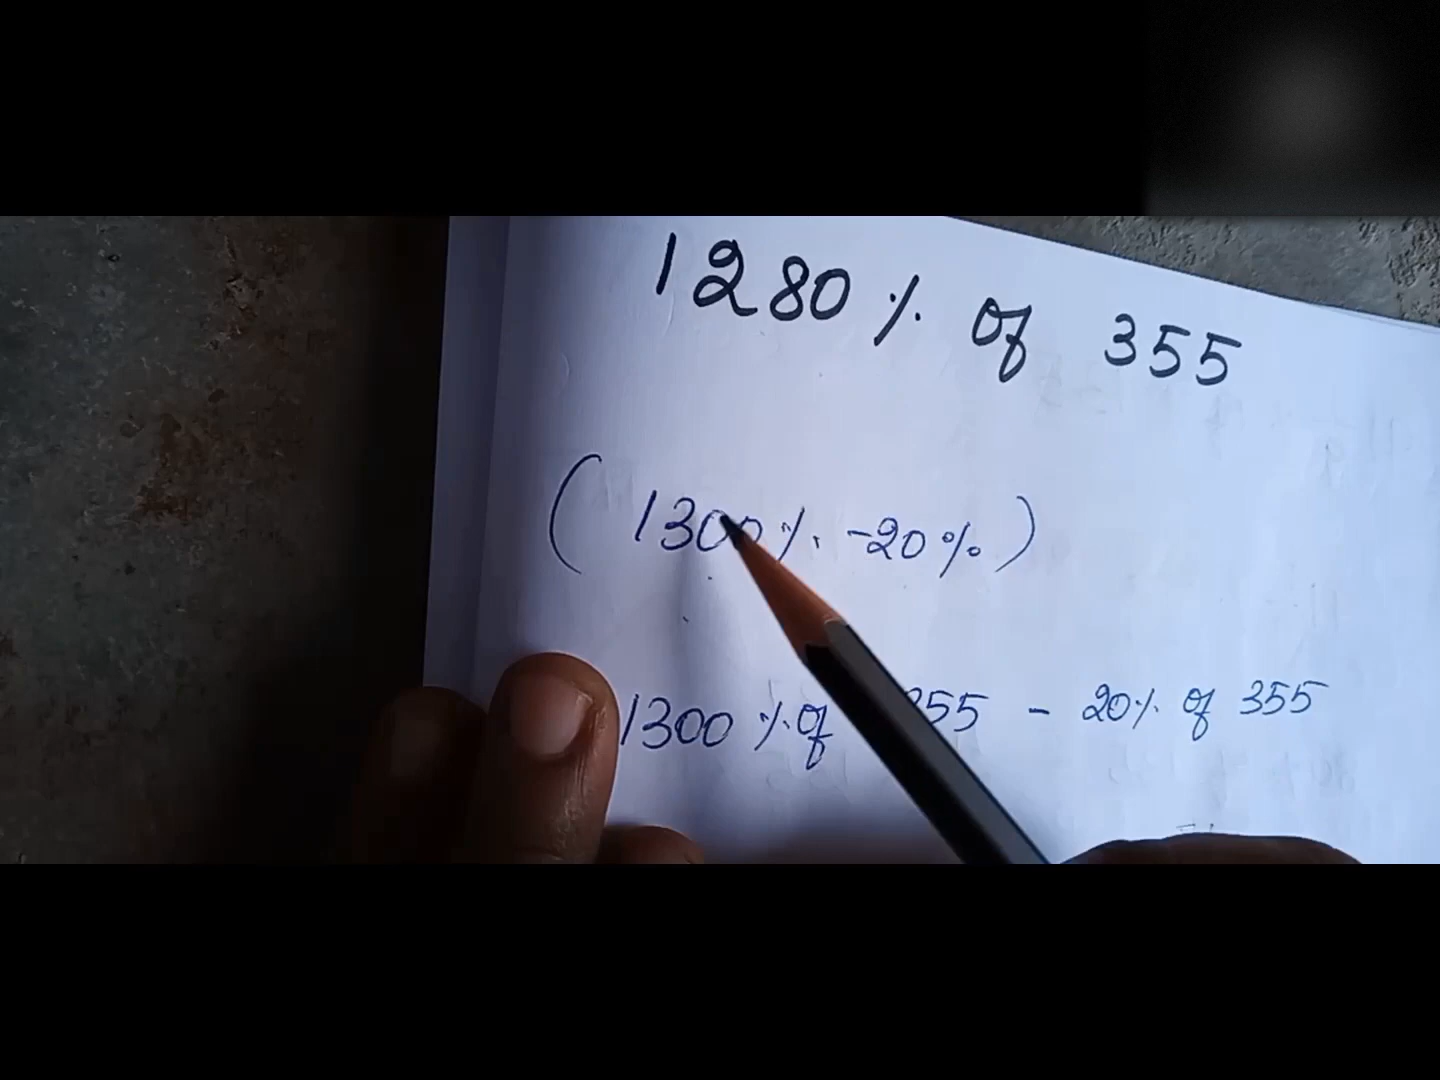 1280 % of 355
( 1300 % - 20 % )
1300 % of 355 - 20 % of 355